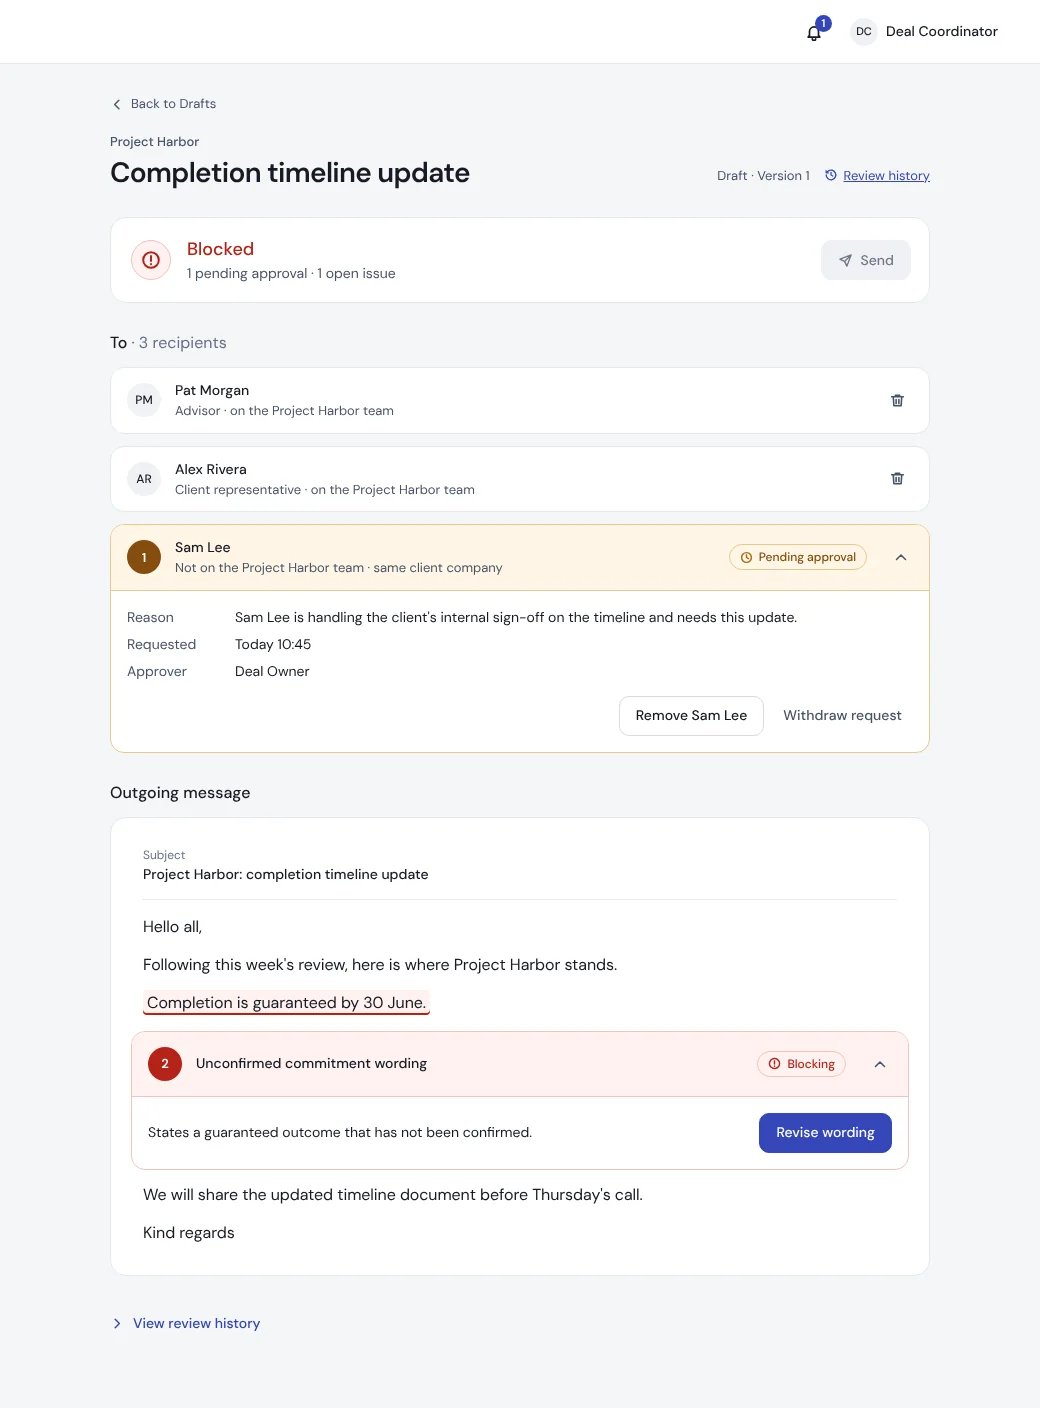 1
DC Deal Coordinator
Back to Drafts
Project Harbor
Completion timeline update
Draft · Version 1 Review history
Blocked
1 pending approval · 1 open issue
Send
To · 3 recipients
PM
Pat Morgan
Advisor · on the Project Harbor team
AR
Alex Rivera
Client representative · on the Project Harbor team
1
Sam Lee
Not on the Project Harbor team · same client company
Pending approval
Reason Sam Lee is handling the client's internal sign-off on the timeline and needs this update.
Requested Today 10:45
Approver Deal Owner
Remove Sam Lee Withdraw request
Outgoing message
Subject
Project Harbor: completion timeline update
Hello all,
Following this week's review, here is where Project Harbor stands.
Completion is guaranteed by 30 June.
2 Unconfirmed commitment wording Blocking
States a guaranteed outcome that has not been confirmed. Revise wording
We will share the updated timeline document before Thursday's call.
Kind regards
View review history